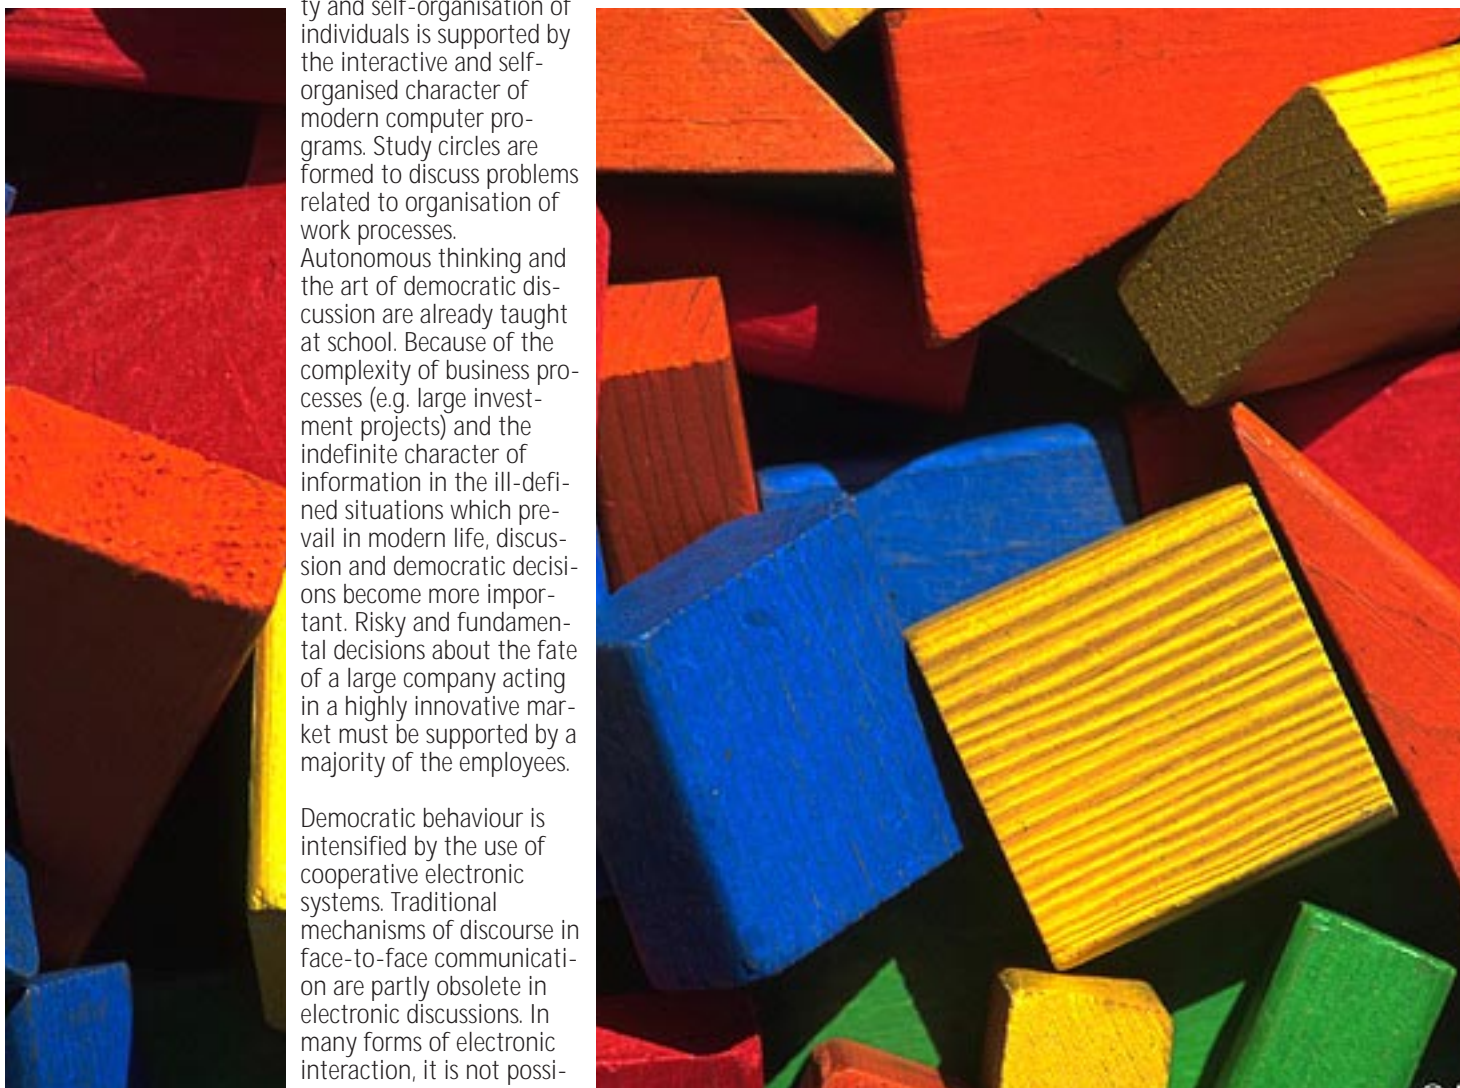 ty and self-organisation of
individuals is supported by
the interactive and self-
organised character of
modern computer pro-
grams. Study circles are
formed to discuss problems
related to organisation of
work processes.
Autonomous thinking and
the art of democratic dis-
cussion are already taught
at school. Because of the
complexity of business pro-
cesses (e.g. large invest-
ment projects) and the
indefinite character of
information in the ill-defi-
ned situations which pre-
vail in modern life, discus-
sion and democratic decisi-
ons become more impor-
tant. Risky and fundamen-
tal decisions about the fate
of a large company acting
in a highly innovative mar-
ket must be supported by a
majority of the employees.

Democratic behaviour is
intensified by the use of
cooperative electronic
systems. Traditional
mechanisms of discourse in
face-to-face communicati-
on are partly obsolete in
electronic discussions. In
many forms of electronic
interaction, it is not possi-